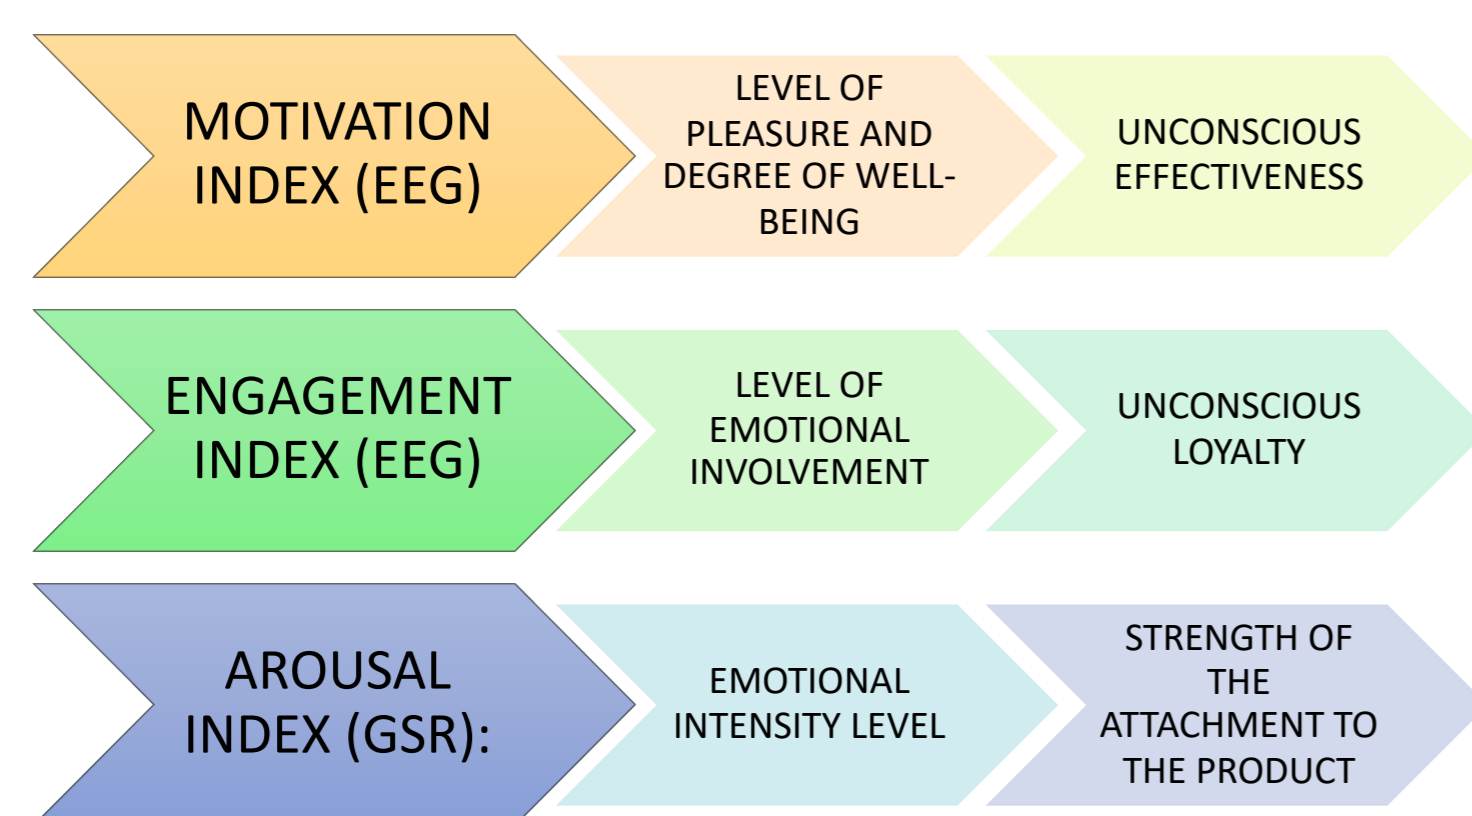 MOTIVATION
INDEX (EEG)
LEVEL OF
PLEASURE AND
DEGREE OF WELL-
BEING
UNCONSCIOUS
EFFECTIVENESS
ENGAGEMENT
INDEX (EEG)
LEVEL OF
EMOTIONAL
INVOLVEMENT
UNCONSCIOUS
LOYALTY
AROUSAL
INDEX (GSR):
EMOTIONAL
INTENSITY LEVEL
STRENGTH OF
THE
ATTACHMENT TO
THE PRODUCT